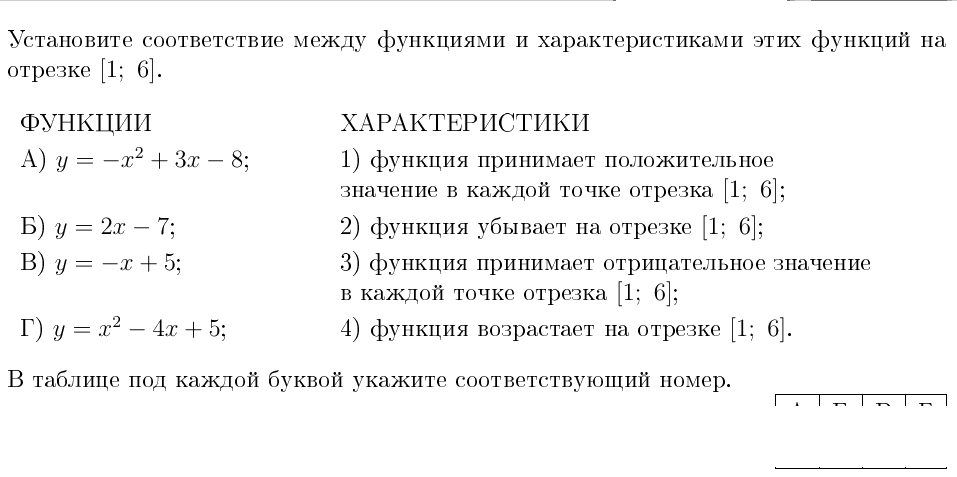 Установите соответствие между функциями и характеристиками этих функций на
отрезке [1; 6].
ФУНКЦИИ
ХАРАКТЕРИСТИКИ
А) y = −x² + 3x − 8;
1) функция принимает положительное
значение в каждой точке отрезка [1; 6];
Б) y = 2x − 7;
2) функция убывает на отрезке [1; 6];
В) y = −x + 5;
3) функция принимает отрицательное значение
в каждой точке отрезка [1; 6];
Г) y = x² − 4x + 5;
4) функция возрастает на отрезке [1; 6].
В таблице под каждой буквой укажите соответствующий номер.